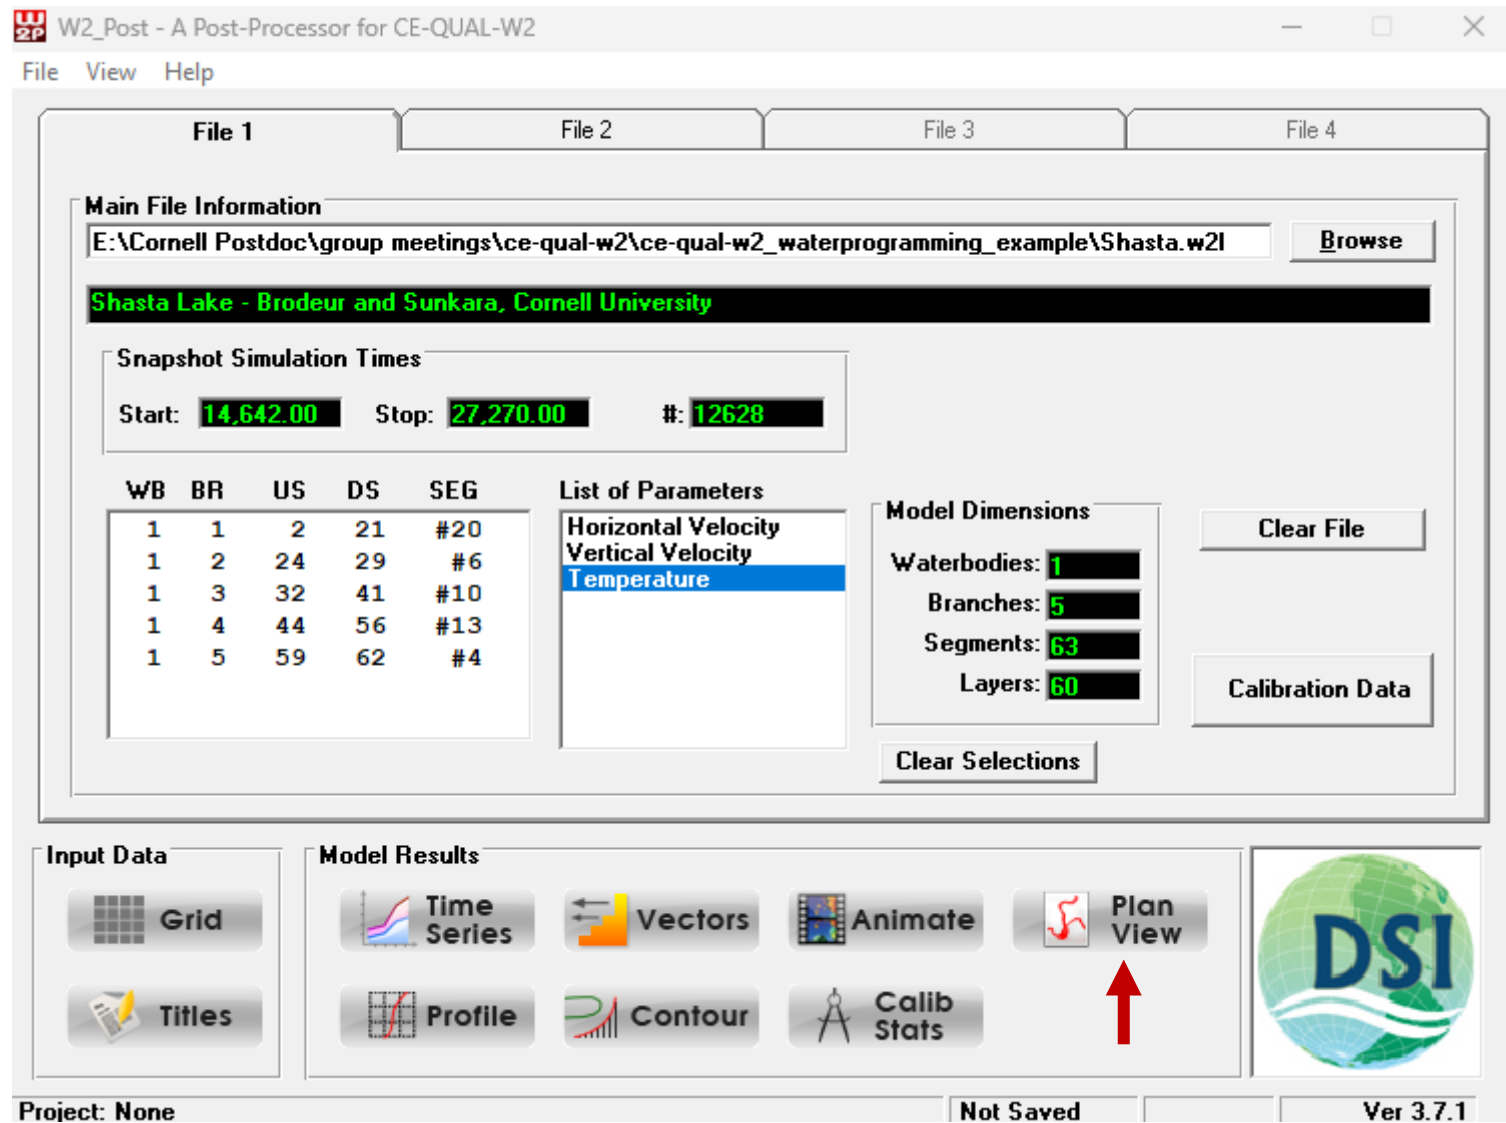 W2_Post - A Post-Processor for CE-QUAL-W2
File View Help
File 1 File 2 File 3 File 4
Main File Information
E:\Cornell Postdoc\group meetings\ce-qual-w2\ce-qual-w2_waterprogramming_example\Shasta.w2l Browse
Shasta Lake - Brodeur and Sunkara, Cornell University
Snapshot Simulation Times
Start: 14,642.00 Stop: 27,270.00 #: 12628
WB BR US DS SEG
1 1 2 21 #20
1 2 24 29 #6
1 3 32 41 #10
1 4 44 56 #13
1 5 59 62 #4
List of Parameters
Horizontal Velocity
Vertical Velocity
Temperature
Model Dimensions
Waterbodies: 1
Branches: 5
Segments: 63
Layers: 60
Clear File
Calibration Data
Clear Selections
Input Data
Grid
Titles
Model Results
Time
Series
Vectors
Animate
Plan
View
Profile
Contour
Calib
Stats
DSI
Project: None Not Saved Ver 3.7.1
W2P